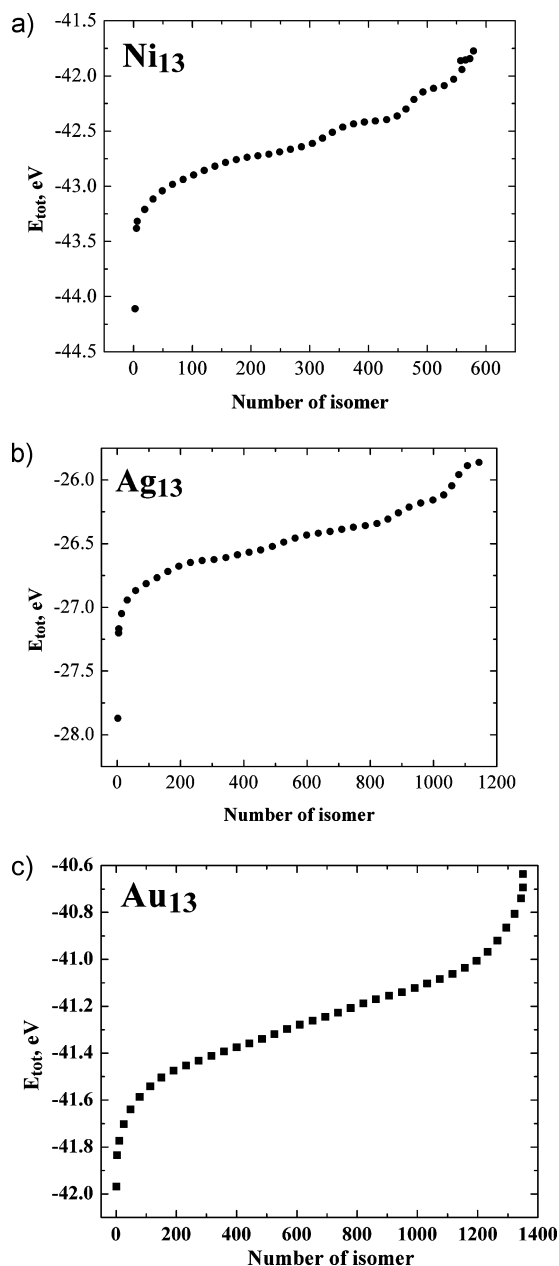 a)
Ni13
-41.5
-42.0
-42.5
-43.0
-43.5
-44.0
-44.5
Etot, eV
0 100 200 300 400 500 600
Number of isomer
b)
Ag13
-26.0
-26.5
-27.0
-27.5
-28.0
Etot, eV
0 200 400 600 800 1000 1200
Number of isomer
c)
Au13
-40.6
-40.8
-41.0
-41.2
-41.4
-41.6
-41.8
-42.0
Etot, eV
0 200 400 600 800 1000 1200 1400
Number of isomer